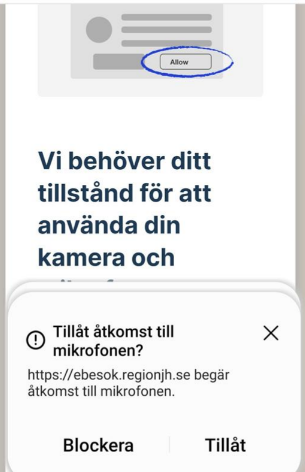 Allow
Vi behöver ditt
tillstånd för att
använda din
kamera och
Tillåt åtkomst till
mikrofonen?
https://ebesok.regionjh.se begär
åtkomst till mikrofonen.
Blockera Tillåt